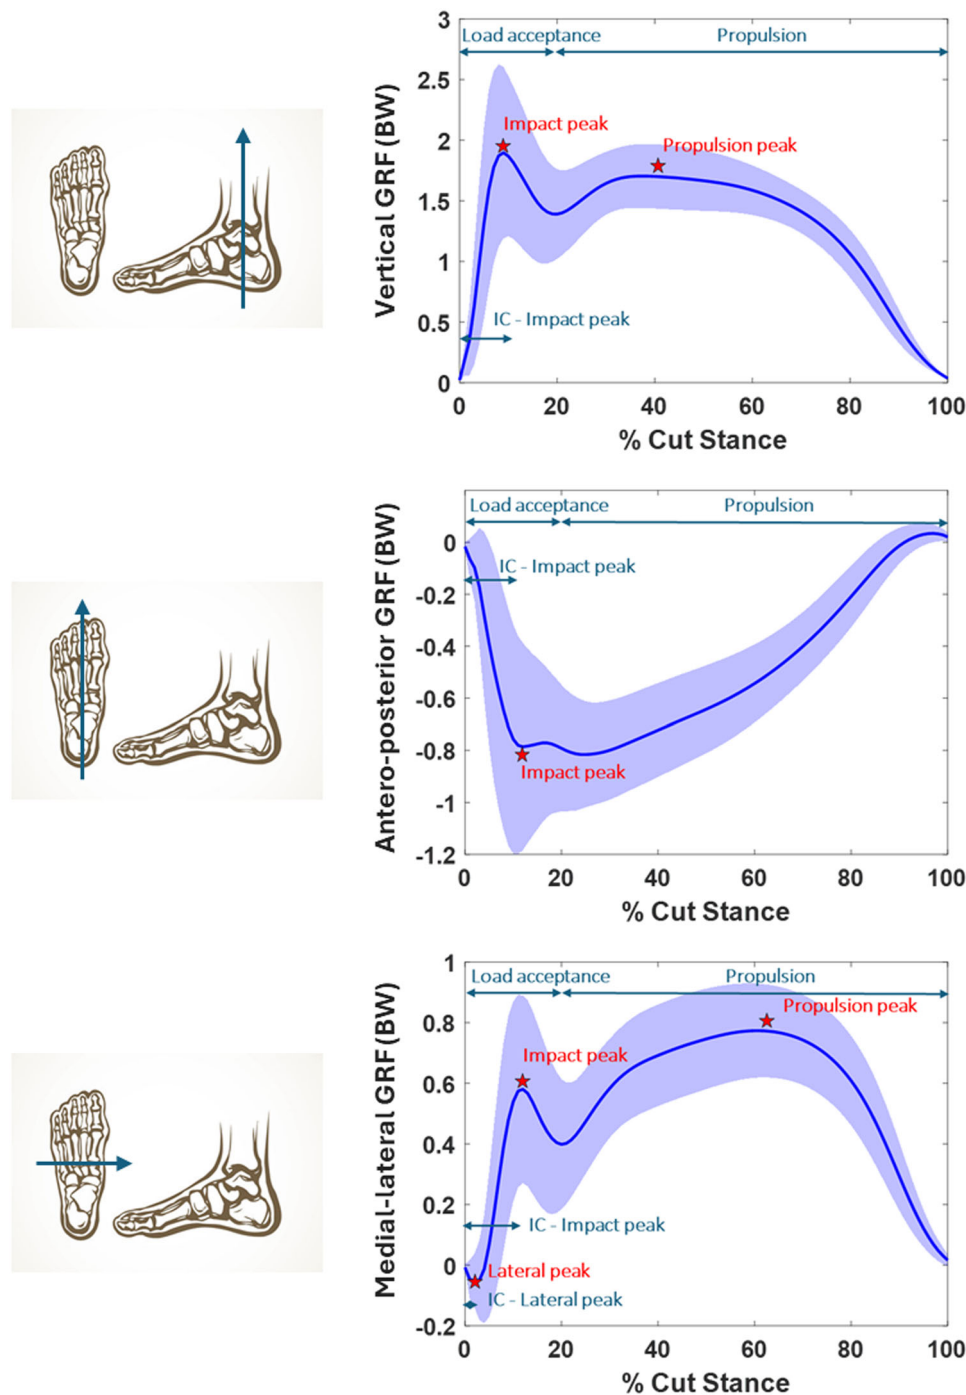 3
Load acceptance Propulsion
2.5
Impact peak
2
Propulsion peak
1.5
1
IC - Impact peak
0.5
0
Vertical GRF (BW)
0 20 40 60 80 100
% Cut Stance
Load acceptance Propulsion
0
IC - Impact peak
-0.2
-0.4
-0.6
-0.8
Impact peak
-1
-1.2
Antero-posterior GRF (BW)
0 20 40 60 80 100
% Cut Stance
1
Load acceptance Propulsion
Propulsion peak
0.8
Impact peak
0.6
0.4
0.2
IC - Impact peak
0
Lateral peak
IC - Lateral peak
-0.2
Medial-lateral GRF (BW)
0 20 40 60 80 100
% Cut Stance